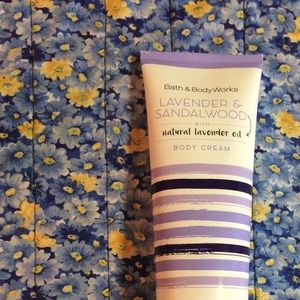 Bath & Body Works
LAVENDER &
SANDALWOOD
WITH
natural lavender oil
BODY CREAM